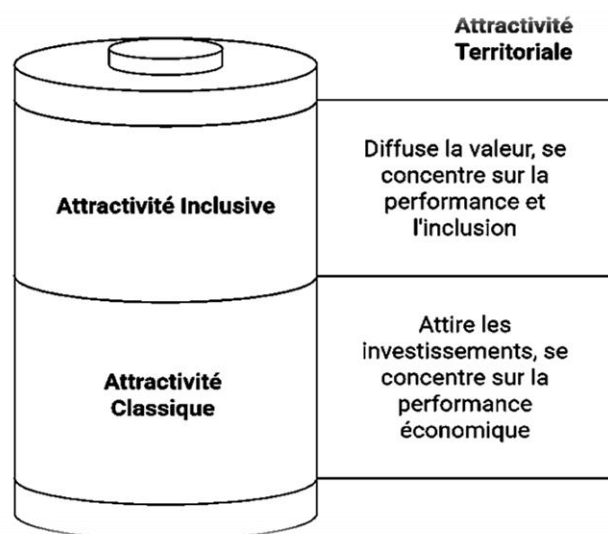 Attractivité
Territoriale
Attractivité Inclusive
Diffuse la valeur, se
concentre sur la
performance et
l'inclusion
Attractivité
Classique
Attire les
investissements, se
concentre sur la
performance
économique